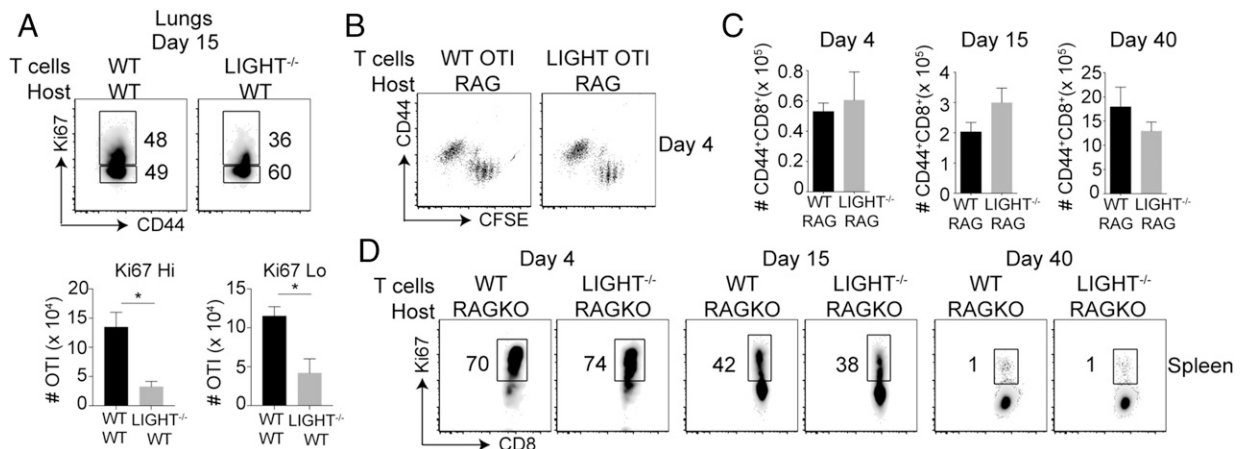 A
Lungs
Day 15
T cells WT LIGHT-/-
Host WT WT
Ki67
48
49
36
60
CD44
Ki67 Hi
# OTI (x 10⁴)
20
15
10
5
0
*
WT LIGHT-/-
WT WT
Ki67 Lo
# OTI (x 10⁴)
15
10
5
0
*
WT LIGHT-/-
WT WT
B
T cells WT OTI LIGHT OTI
Host RAG RAG
CD44
CFSE
Day 4
C
Day 4
# CD44⁺CD8⁺(x 10⁵)
0.8
0.6
0.4
0.2
0
WT LIGHT-/-
RAG RAG
Day 15
# CD44⁺CD8⁺(x 10⁵)
4
3
2
1
0
WT LIGHT-/-
RAG RAG
Day 40
# CD44⁺CD8⁺(x 10⁵)
25
20
15
10
5
0
WT LIGHT-/-
RAG RAG
D
Day 4 Day 15 Day 40
T cells WT LIGHT-/- WT LIGHT-/- WT LIGHT-/-
Host RAGKO RAGKO RAGKO RAGKO RAGKO RAGKO
Ki67
70
74
42
38
1
1
Spleen
CD8